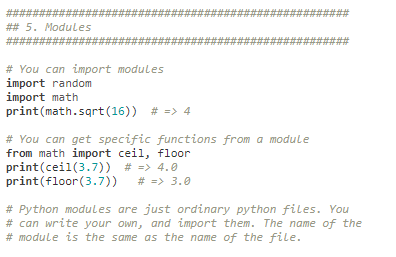 ####################################################
## 5. Modules
####################################################
# You can import modules
import random
import math
print(math.sqrt(16))  # => 4
# You can get specific functions from a module
from math import ceil, floor
print(ceil(3.7))  # => 4.0
print(floor(3.7))   # => 3.0
# Python modules are just ordinary python files. You
# can write your own, and import them. The name of the
# module is the same as the name of the file.